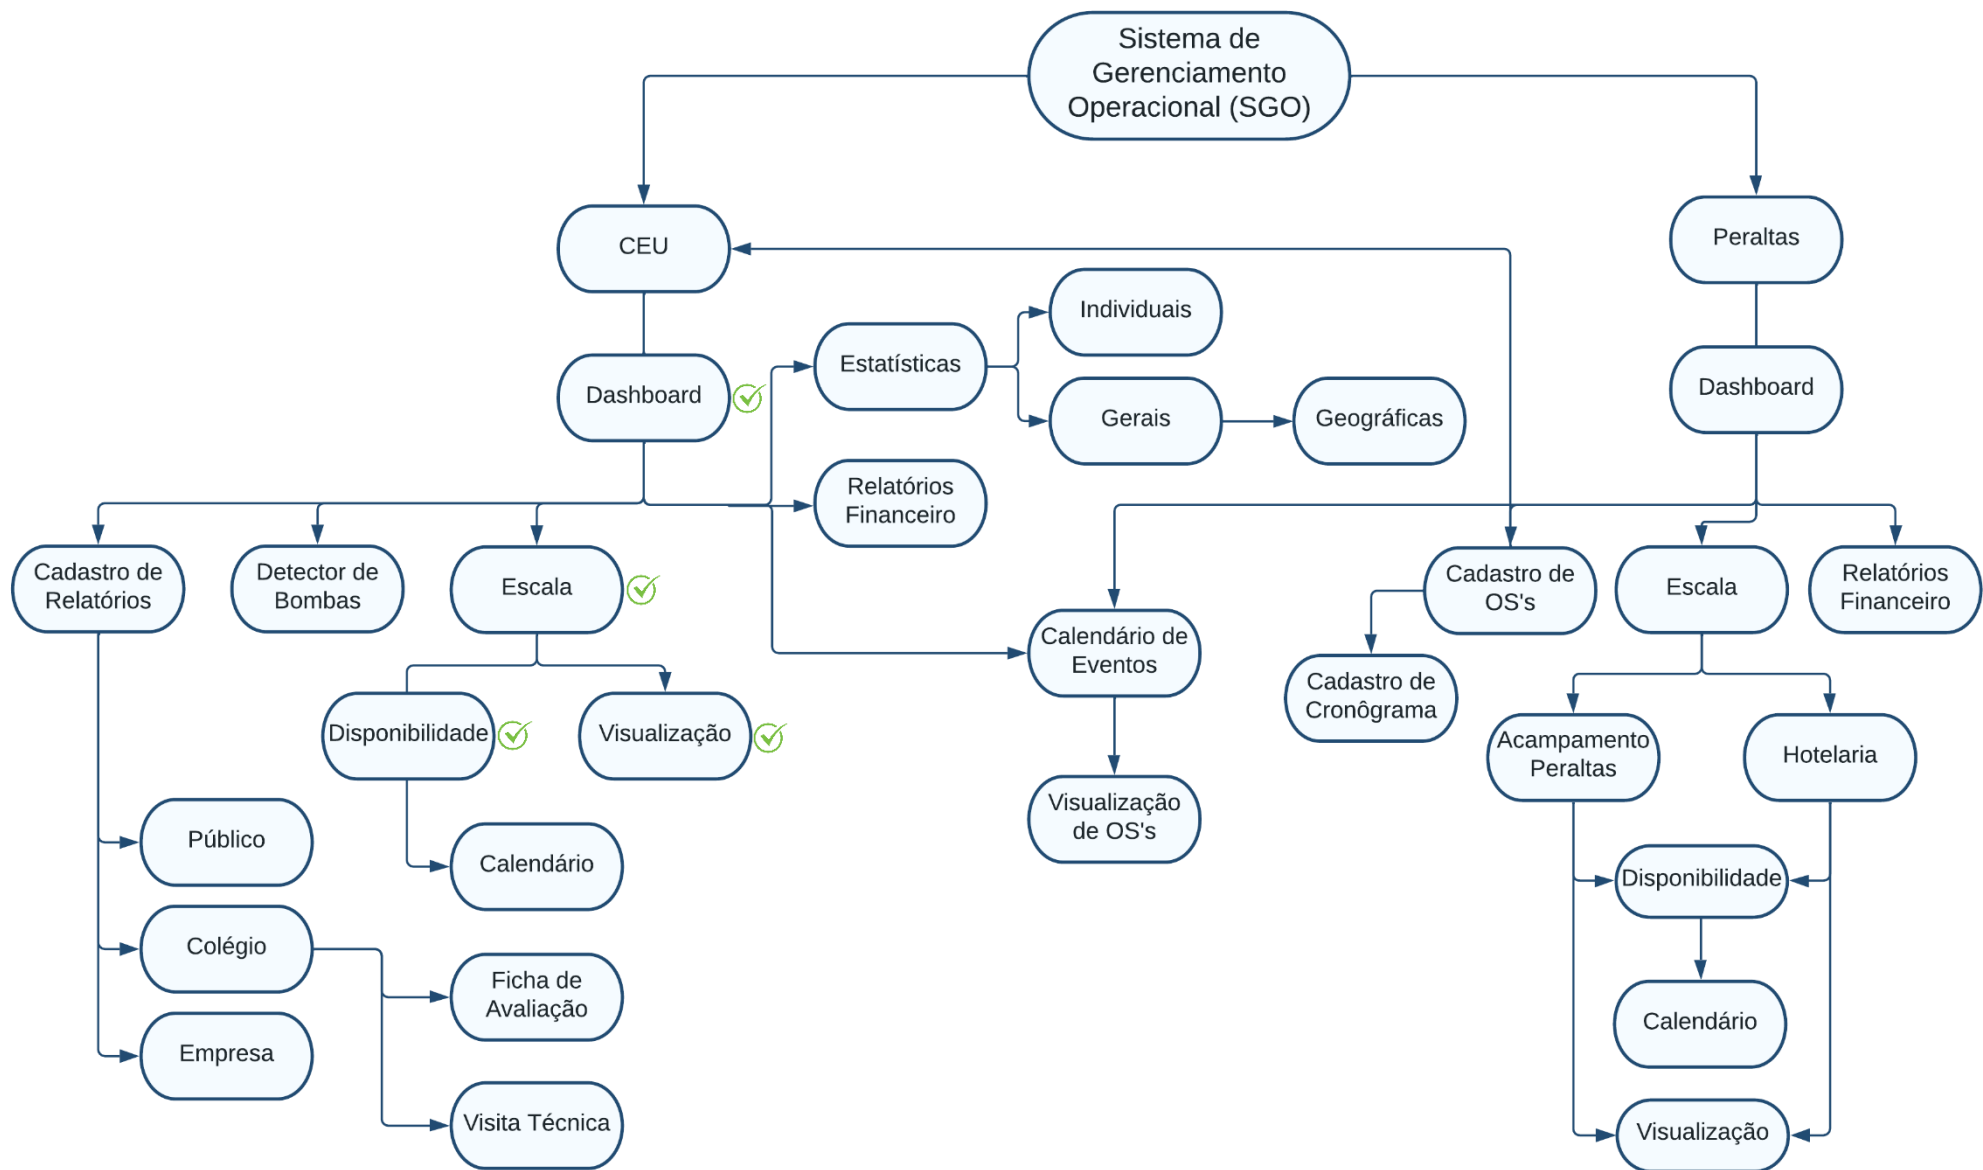 Sistema de
Gerenciamento
Operacional (SGO)
CEU
Peraltas
Individuais
Estatísticas
Dashboard
Dashboard
Gerais
Geográficas
Relatórios
Financeiro
Cadastro de
Relatórios
Detector de
Bombas
Escala
Cadastro de
OS's
Escala
Relatórios
Financeiro
Calendário de
Eventos
Cadastro de
Cronôgrama
Disponibilidade
Visualização
Acampamento
Peraltas
Hotelaria
Visualização
de OS's
Público
Calendário
Disponibilidade
Colégio
Ficha de
Avaliação
Calendário
Empresa
Visita Técnica
Visualização